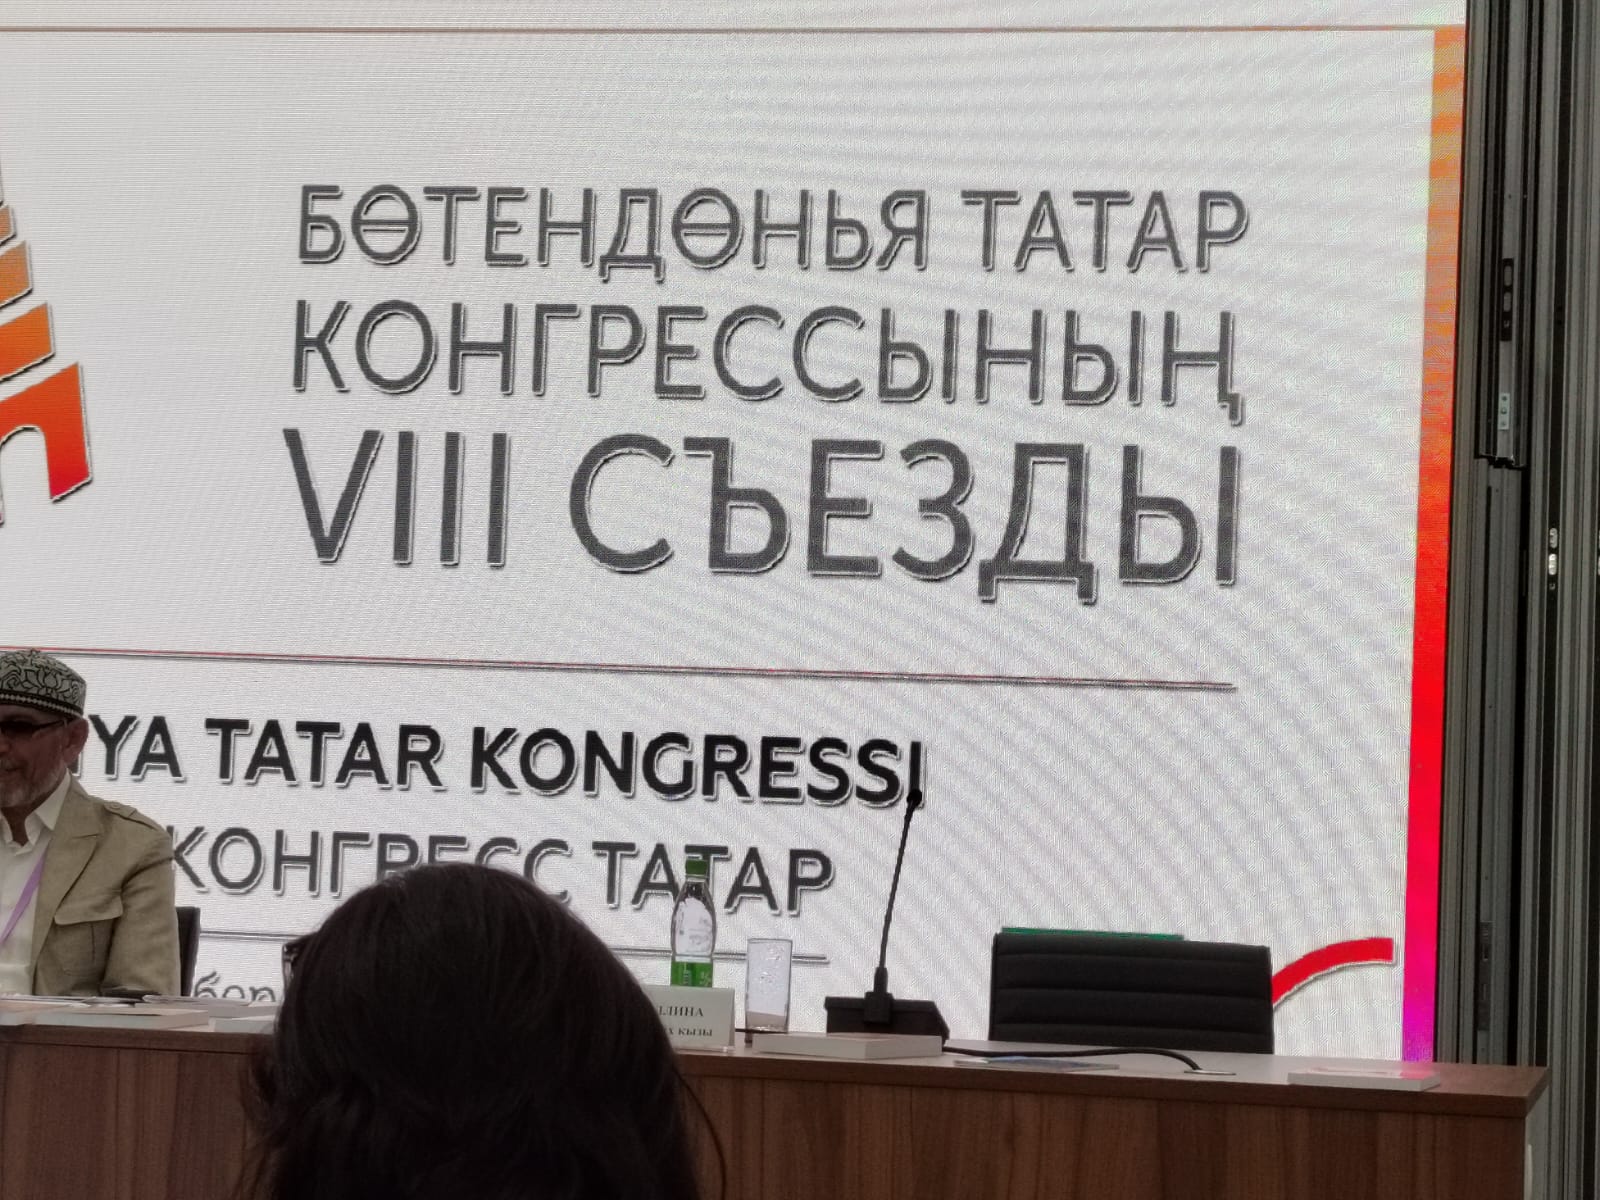 БӨТЕНДӨНЬЯ ТАТАР
КОНГРЕССЫНЫҢ
VIII СЪЕЗДЫ
TATAR KONGRESSI
КОНГРЕСС ТАТАР